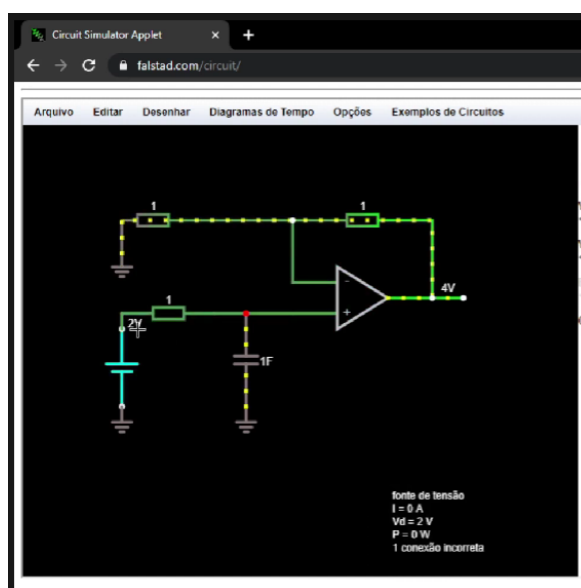 Circuit Simulator Applet
falstad.com/circuit/
Arquivo Editar Desenhar Diagramas de Tempo Opções Exemplos de Circuitos
1 1
4V
1
2V
1F
fonte de tensão
I = 0 A
Vd = 2 V
P = 0 W
1 conexão incorreta